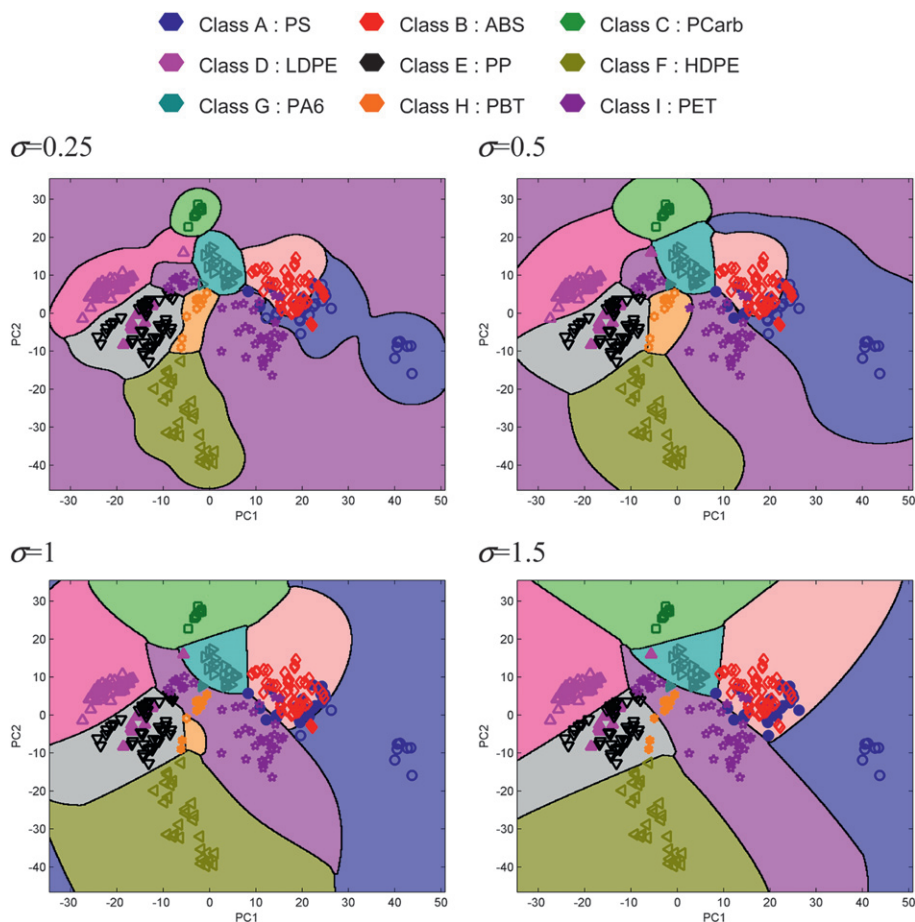 Class A : PS
Class B : ABS
Class C : PCarb
Class D : LDPE
Class E : PP
Class F : HDPE
Class G : PA6
Class H : PBT
Class I : PET
σ=0.25
30
20
10
0
-10
-20
-30
-40
PC2
-30 -20 -10 0 10 20 30 40 50
PC1
σ=0.5
30
20
10
0
-10
-20
-30
-40
PC2
-30 -20 -10 0 10 20 30 40 50
PC1
σ=1
30
20
10
0
-10
-20
-30
-40
PC2
-30 -20 -10 0 10 20 30 40 50
PC1
σ=1.5
30
20
10
0
-10
-20
-30
-40
PC2
-30 -20 -10 0 10 20 30 40 50
PC1